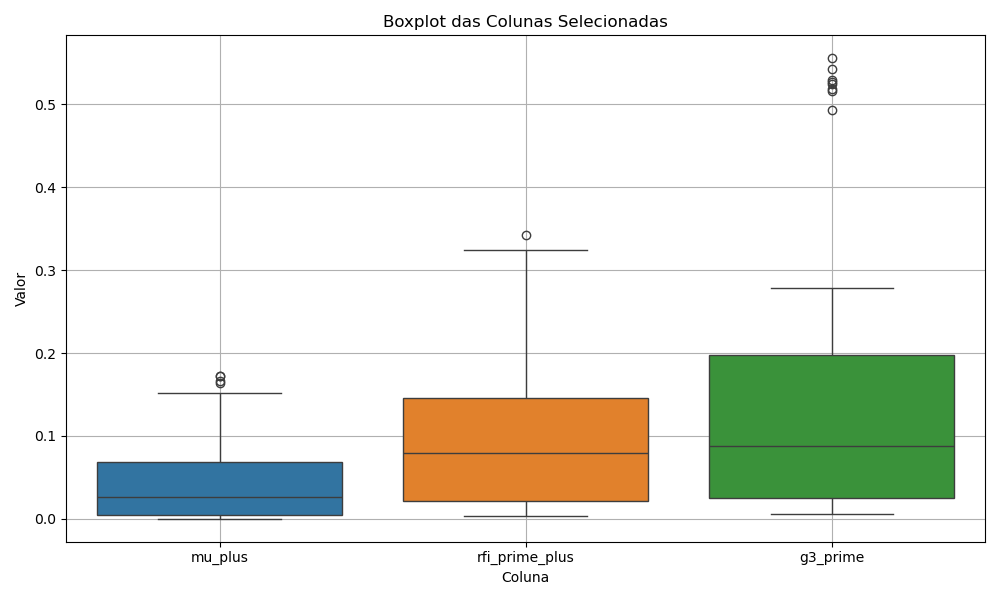 Boxplot das Colunas Selecionadas
Valor
0.5
0.4
0.3
0.2
0.1
0.0
mu_plus
rfi_prime_plus
g3_prime
Coluna